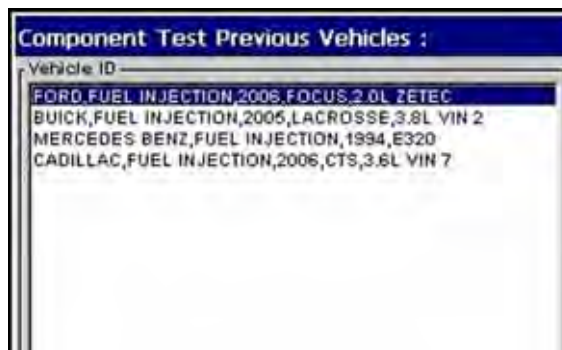 Component Test Previous Vehicles :
Vehicle ID
FORD,FUEL INJECTION,2006,FOCUS,2.0L ZETEC
BUICK,FUEL INJECTION,2005,LACROSSE,3.8L VIN 2
MERCEDES BENZ,FUEL INJECTION,1994,E320
CADILLAC,FUEL INJECTION,2006,CTS,3.6L VIN 7